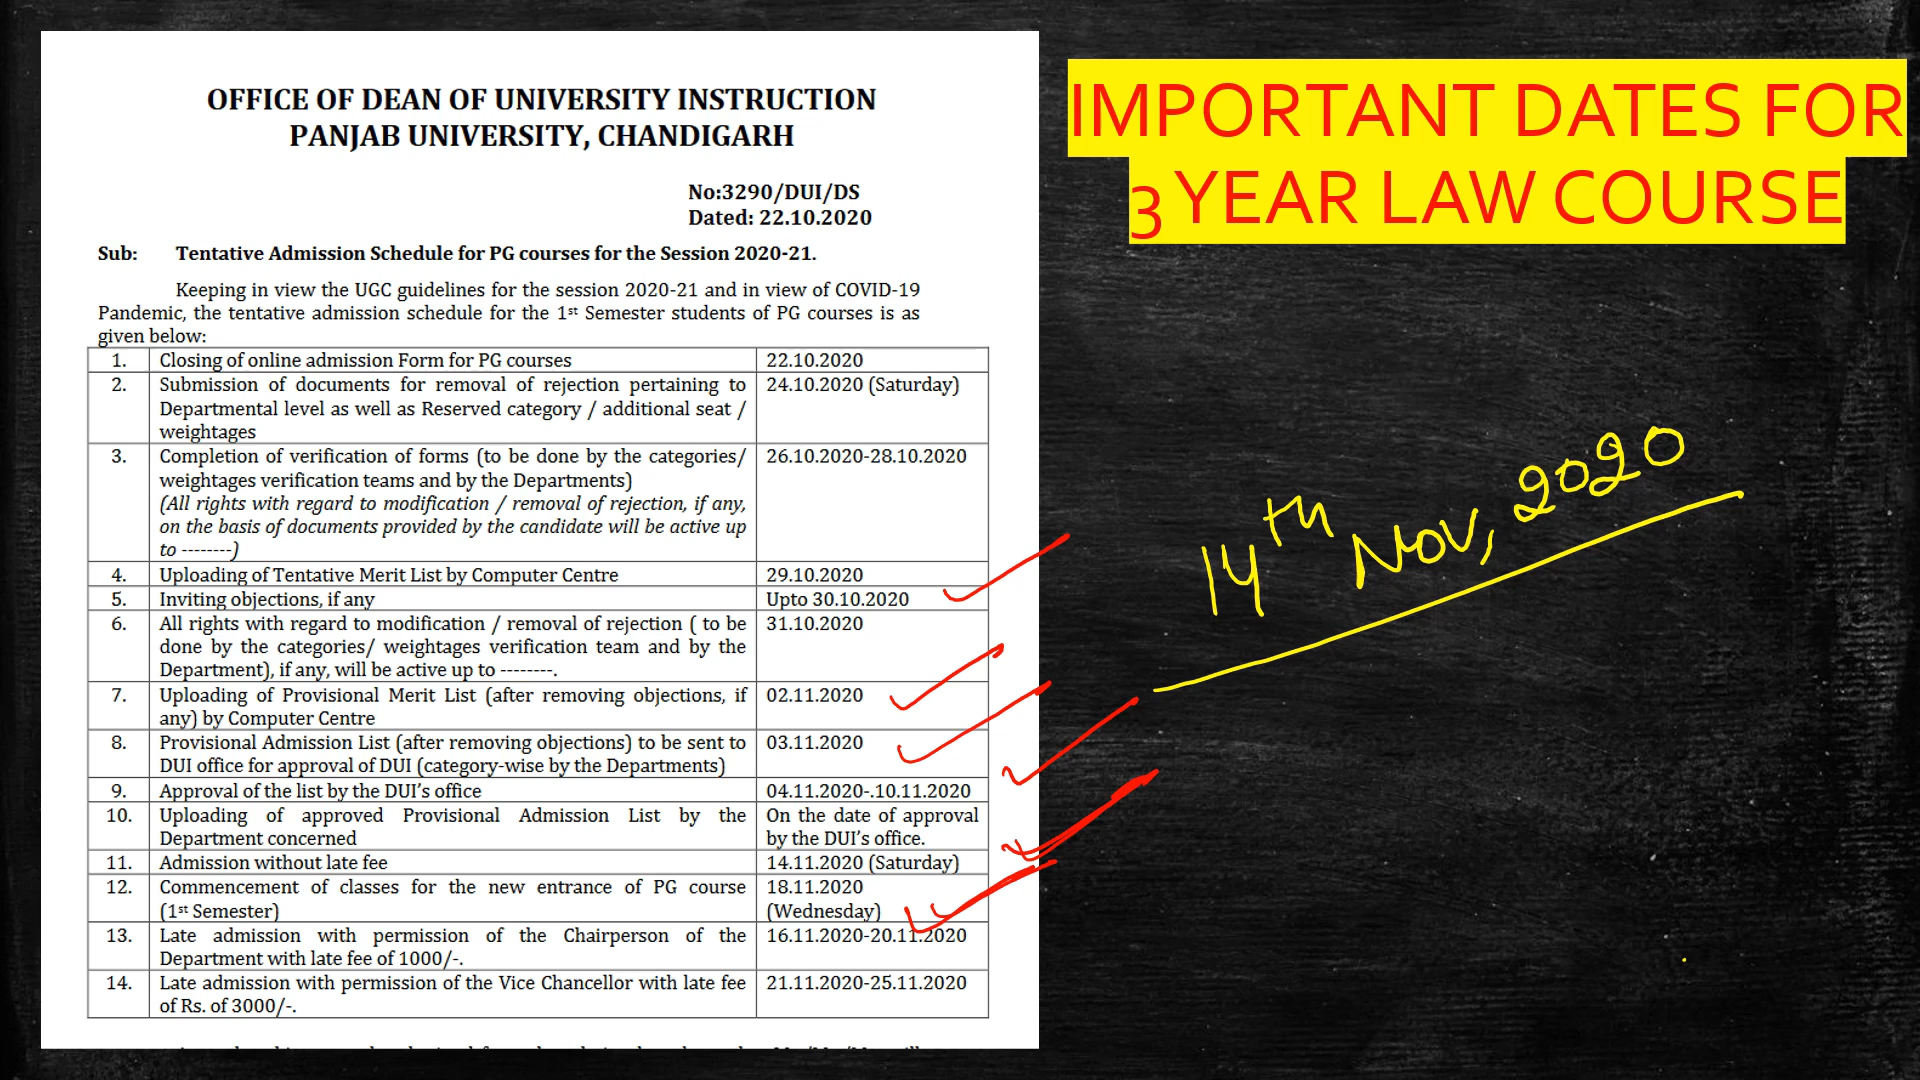 OFFICE OF DEAN OF UNIVERSITY INSTRUCTION
PANJAB UNIVERSITY, CHANDIGARH
No:3290/DUI/DS
Dated: 22.10.2020
Sub: Tentative Admission Schedule for PG courses for the Session 2020-21.
Keeping in view the UGC guidelines for the session 2020-21 and in view of COVID-19
Pandemic, the tentative admission schedule for the 1st Semester students of PG courses is as
given below:
1. Closing of online admission Form for PG courses 22.10.2020
2. Submission of documents for removal of rejection pertaining to 24.10.2020 (Saturday)
Departmental level as well as Reserved category / additional seat /
weightages
3. Completion of verification of forms (to be done by the categories/ 26.10.2020-28.10.2020
weightages verification teams and by the Departments)
(All rights with regard to modification / removal of rejection, if any,
on the basis of documents provided by the candidate will be active up
to --------)
4. Uploading of Tentative Merit List by Computer Centre 29.10.2020
5. Inviting objections, if any Upto 30.10.2020
6. All rights with regard to modification / removal of rejection ( to be 31.10.2020
done by the categories/ weightages verification team and by the
Department), if any, will be active up to --------.
7. Uploading of Provisional Merit List (after removing objections, if 02.11.2020
any) by Computer Centre
8. Provisional Admission List (after removing objections) to be sent to 03.11.2020
DUI office for approval of DUI (category-wise by the Departments)
9. Approval of the list by the DUI's office 04.11.2020-.10.11.2020
10. Uploading of approved Provisional Admission List by the On the date of approval
Department concerned by the DUI's office.
11. Admission without late fee 14.11.2020 (Saturday)
12. Commencement of classes for the new entrance of PG course 18.11.2020
(1st Semester) (Wednesday)
13. Late admission with permission of the Chairperson of the 16.11.2020-20.11.2020
Department with late fee of 1000/-.
14. Late admission with permission of the Vice Chancellor with late fee 21.11.2020-25.11.2020
of Rs. of 3000/-.
IMPORTANT DATES FOR
3 YEAR LAW COURSE
14th Nov, 2020